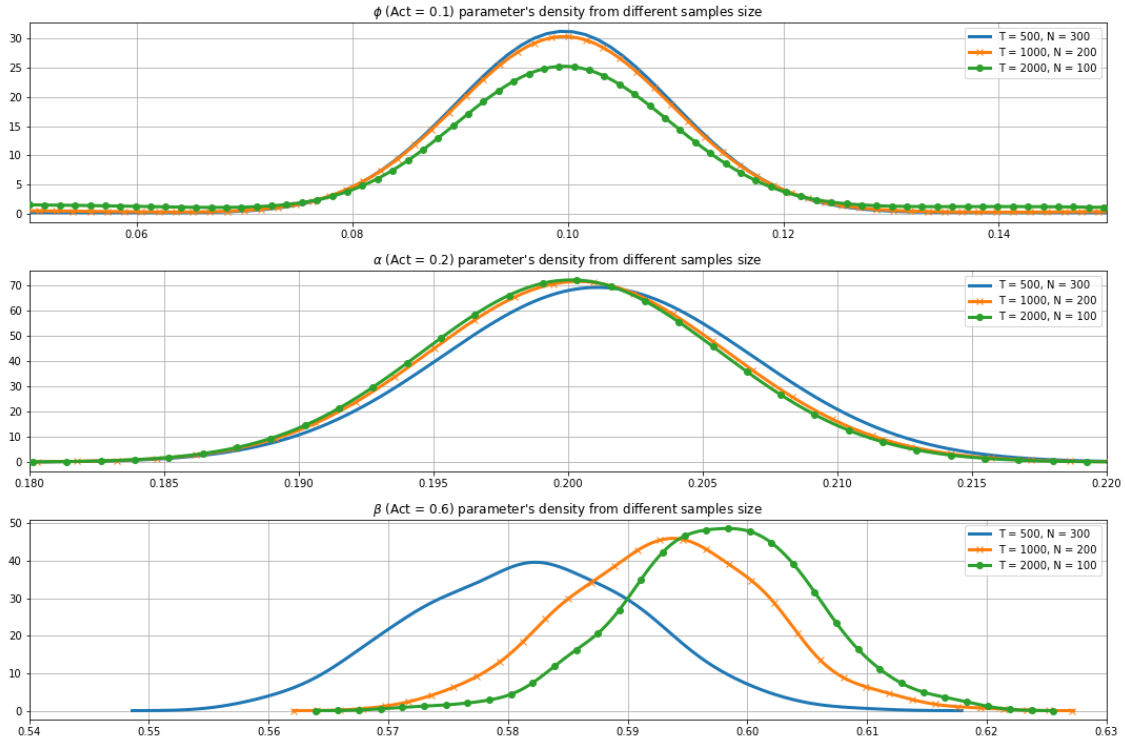 ϕ (Act = 0.1) parameter's density from different samples size
30
25
20
15
10
5
0
T = 500, N = 300
T = 1000, N = 200
T = 2000, N = 100
0.06 0.08 0.10 0.12 0.14
α (Act = 0.2) parameter's density from different samples size
70
60
50
40
30
20
10
0
T = 500, N = 300
T = 1000, N = 200
T = 2000, N = 100
0.180 0.185 0.190 0.195 0.200 0.205 0.210 0.215 0.220
β (Act = 0.6) parameter's density from different samples size
50
40
30
20
10
0
T = 500, N = 300
T = 1000, N = 200
T = 2000, N = 100
0.54 0.55 0.56 0.57 0.58 0.59 0.60 0.61 0.62 0.63